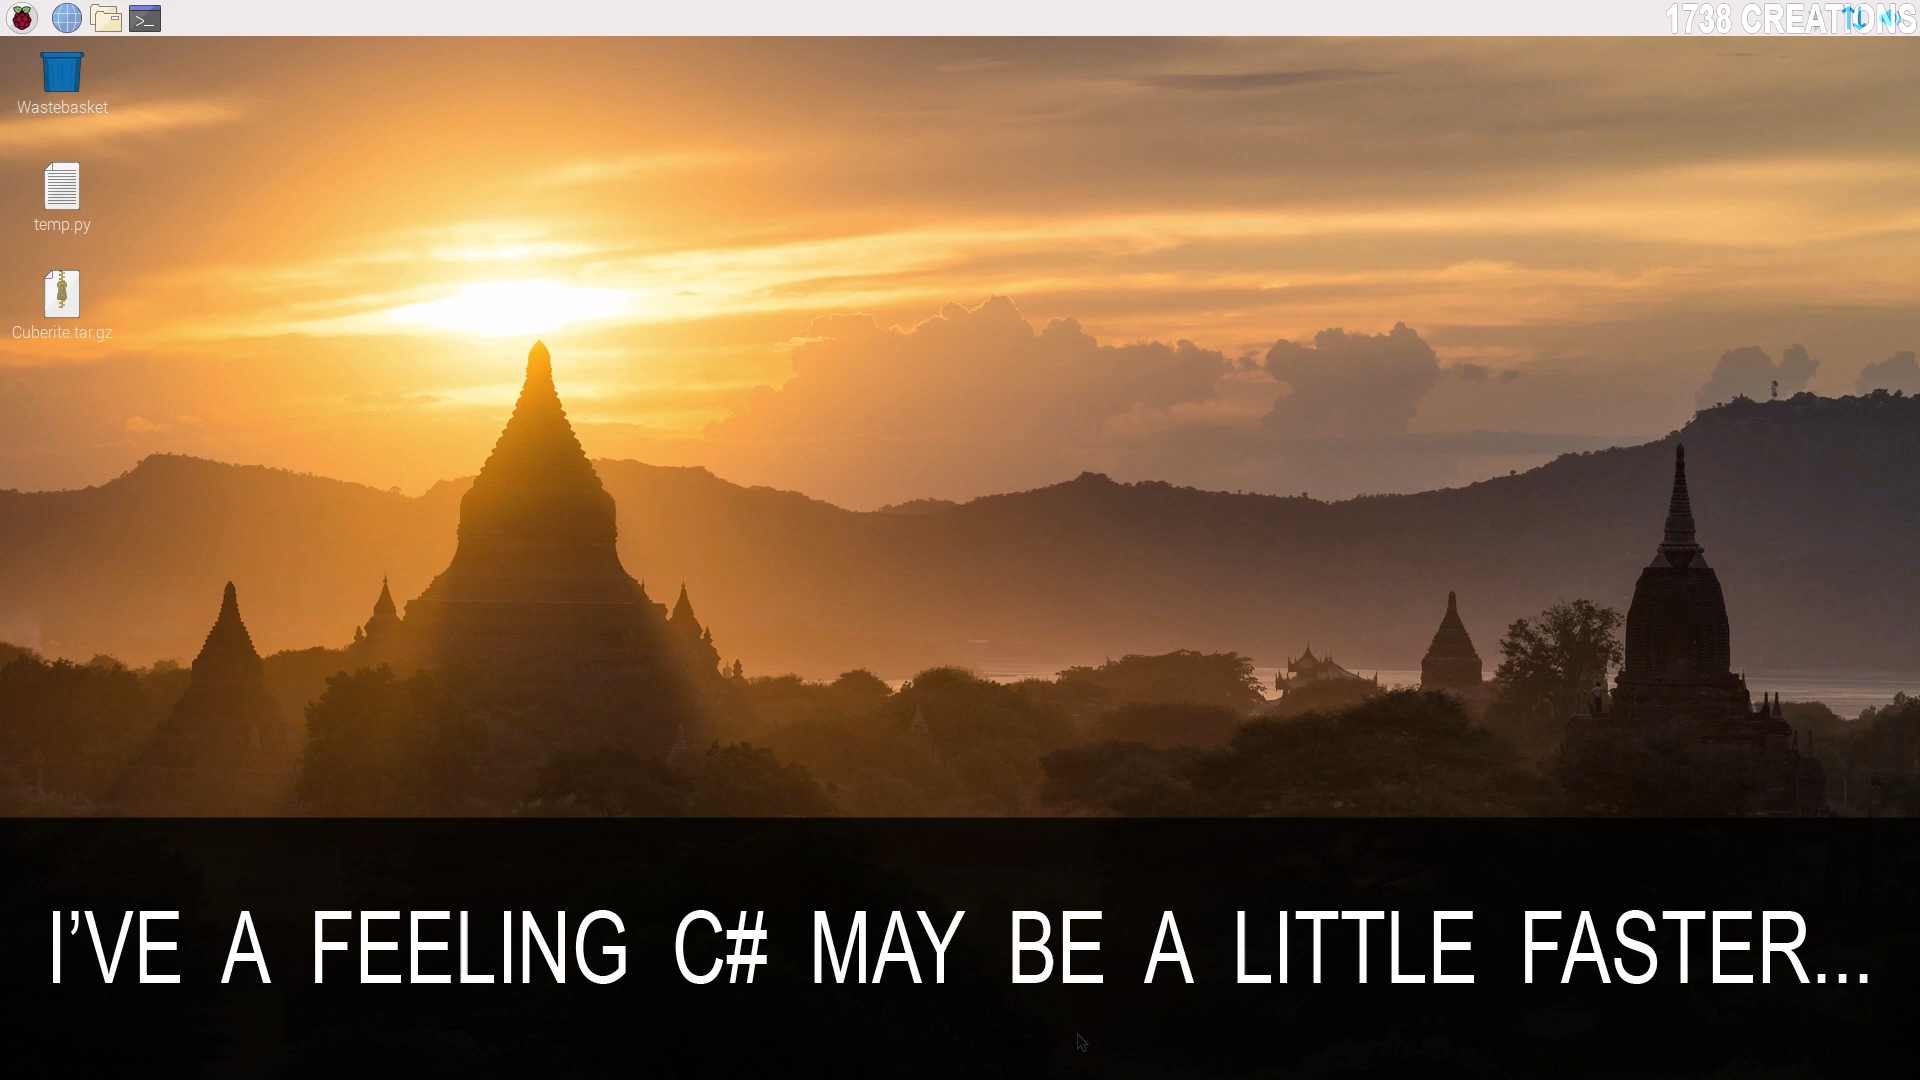 1738 CREATIONS
Wastebasket
temp.py
Cuberite.tar.gz
I'VE A FEELING C# MAY BE A LITTLE FASTER...